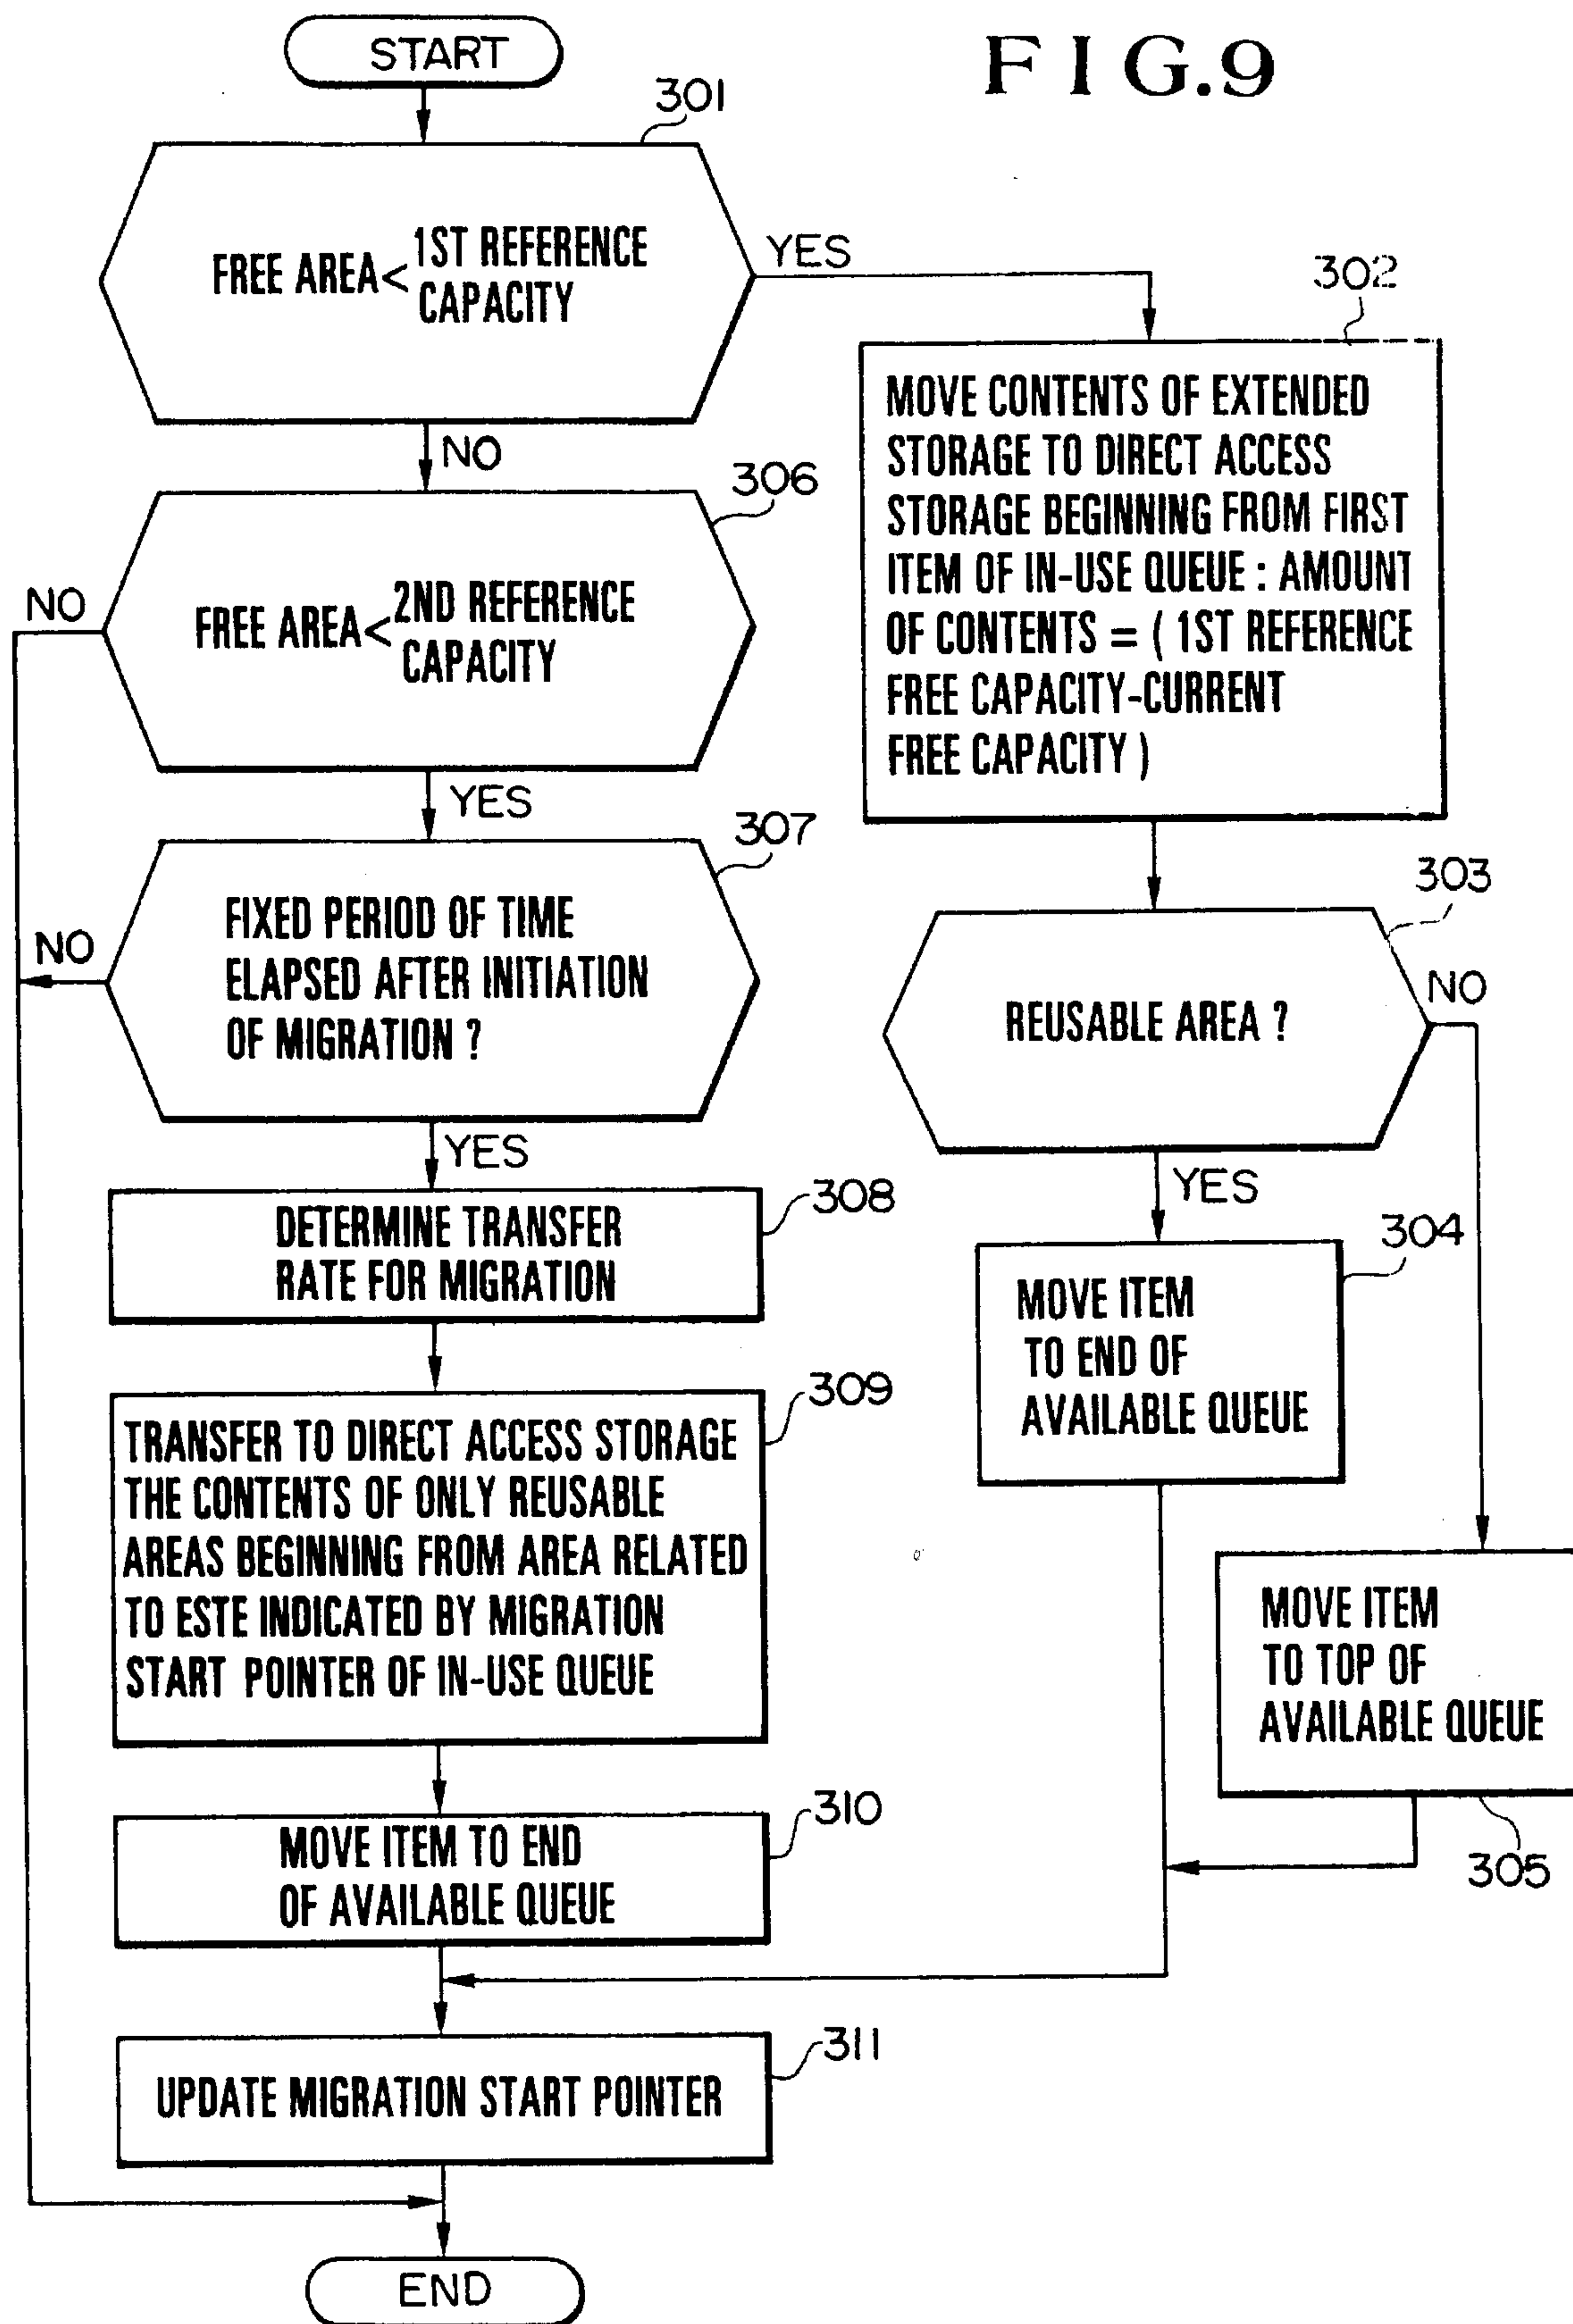 FIG.9
START
301
FREE AREA < 1ST REFERENCE
CAPACITY
YES
NO
302
MOVE CONTENTS OF EXTENDED
STORAGE TO DIRECT ACCESS
STORAGE BEGINNING FROM FIRST
ITEM OF IN-USE QUEUE : AMOUNT
OF CONTENTS = ( 1ST REFERENCE
FREE CAPACITY-CURRENT
FREE CAPACITY )
306
FREE AREA < 2ND REFERENCE
CAPACITY
NO
YES
307
FIXED PERIOD OF TIME
ELAPSED AFTER INITIATION
OF MIGRATION ?
NO
YES
303
REUSABLE AREA ?
NO
YES
308
DETERMINE TRANSFER
RATE FOR MIGRATION
304
MOVE ITEM
TO END OF
AVAILABLE QUEUE
309
TRANSFER TO DIRECT ACCESS STORAGE
THE CONTENTS OF ONLY REUSABLE
AREAS BEGINNING FROM AREA RELATED
TO ESTE INDICATED BY MIGRATION
START POINTER OF IN-USE QUEUE
MOVE ITEM
TO TOP OF
AVAILABLE QUEUE
305
310
MOVE ITEM TO END
OF AVAILABLE QUEUE
311
UPDATE MIGRATION START POINTER
END